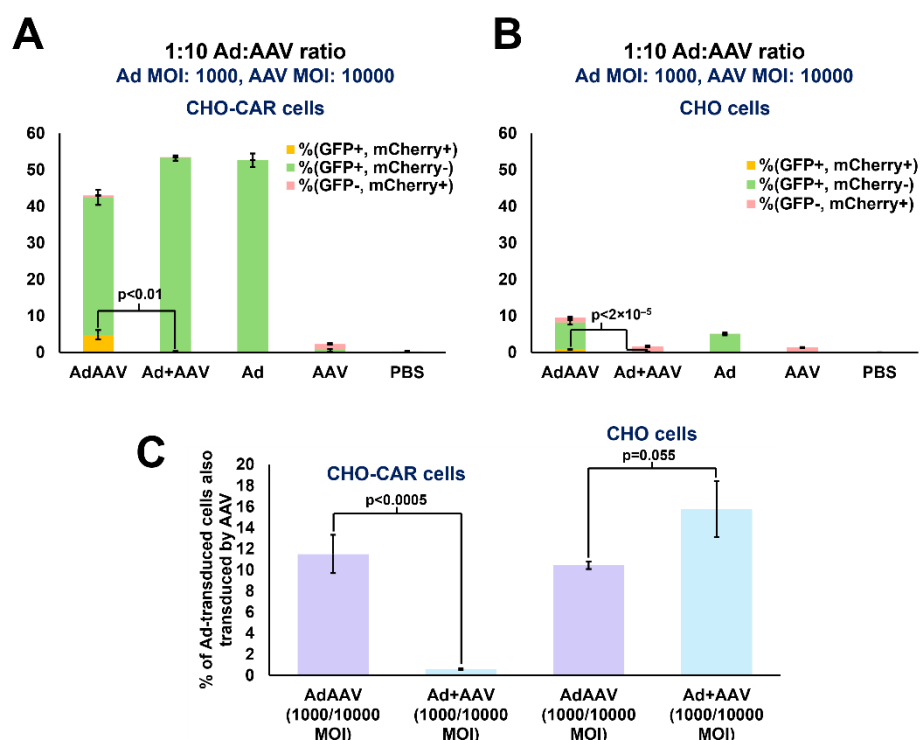 A
1:10 Ad:AAV ratio
Ad MOI: 1000, AAV MOI: 10000
CHO-CAR cells
60
50
40
30
20
10
0
%(GFP+, mCherry+)
%(GFP+, mCherry-)
%(GFP-, mCherry+)
p<0.01
AdAAV Ad+AAV Ad AAV PBS
B
1:10 Ad:AAV ratio
Ad MOI: 1000, AAV MOI: 10000
CHO cells
60
50
40
30
20
10
0
%(GFP+, mCherry+)
%(GFP+, mCherry-)
%(GFP-, mCherry+)
p<2×10⁻⁵
AdAAV Ad+AAV Ad AAV PBS
C
% of Ad-transduced cells also
transduced by AAV
20
18
16
14
12
10
8
6
4
2
0
CHO-CAR cells
p<0.0005
CHO cells
p=0.055
AdAAV
(1000/10000
MOI)
Ad+AAV
(1000/10000
MOI)
AdAAV
(1000/10000
MOI)
Ad+AAV
(1000/10000
MOI)